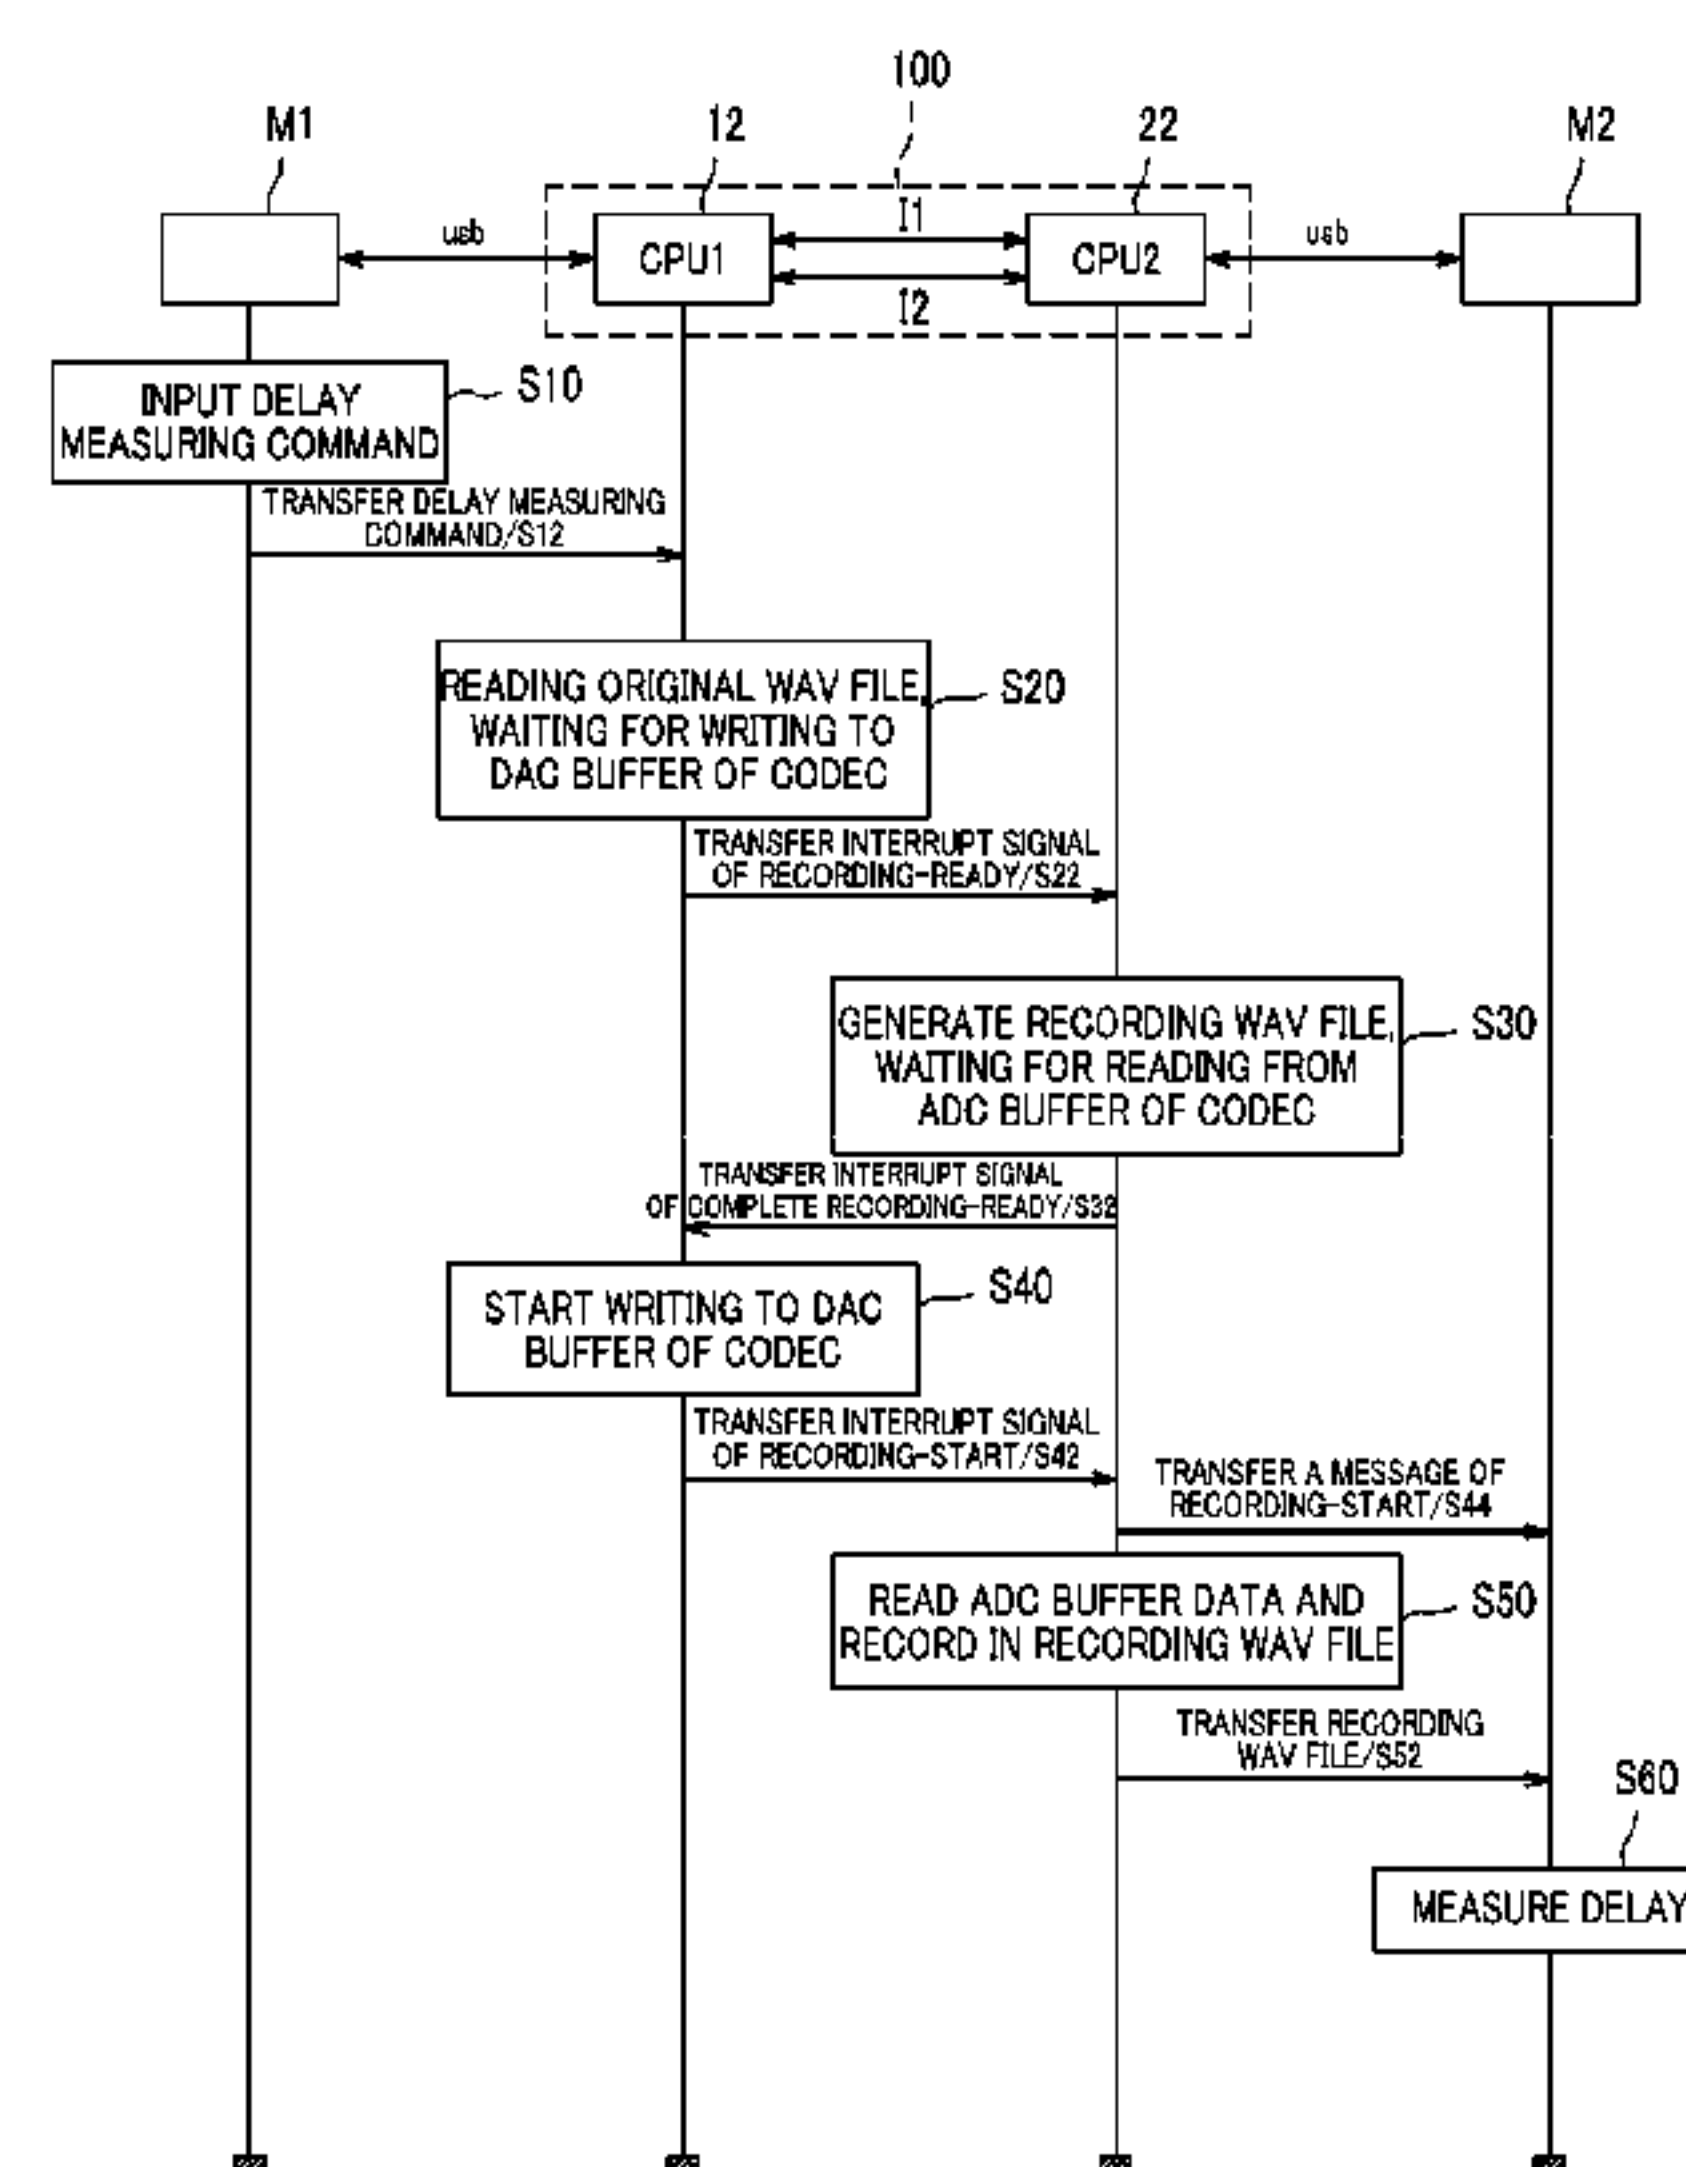 100
M1
12
22
M2
usb
CPU1
I1
I2
CPU2
usb
INPUT DELAY
MEASURING COMMAND
S10
TRANSFER DELAY MEASURING
COMMAND/S12
READING ORIGINAL WAV FILE,
WAITING FOR WRITING TO
DAC BUFFER OF CODEC
S20
TRANSFER INTERRUPT SIGNAL
OF RECORDING-READY/S22
GENERATE RECORDING WAV FILE,
WAITING FOR READING FROM
ADC BUFFER OF CODEC
S30
TRANSFER INTERRUPT SIGNAL
OF COMPLETE RECORDING-READY/S32
START WRITING TO DAC
BUFFER OF CODEC
S40
TRANSFER INTERRUPT SIGNAL
OF RECORDING-START/S42
TRANSFER A MESSAGE OF
RECORDING-START/S44
READ ADC BUFFER DATA AND
RECORD IN RECORDING WAV FILE
S50
TRANSFER RECORDING
WAV FILE/S52
S60
MEASURE DELAY